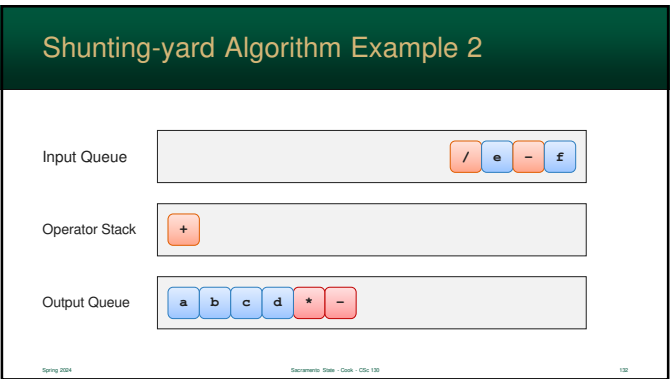 Shunting-yard Algorithm Example 2
Input Queue
/ e - f
Operator Stack
+
Output Queue
a b c d * -
Spring 2024
Sacramento State - Cook - CSc 130
132